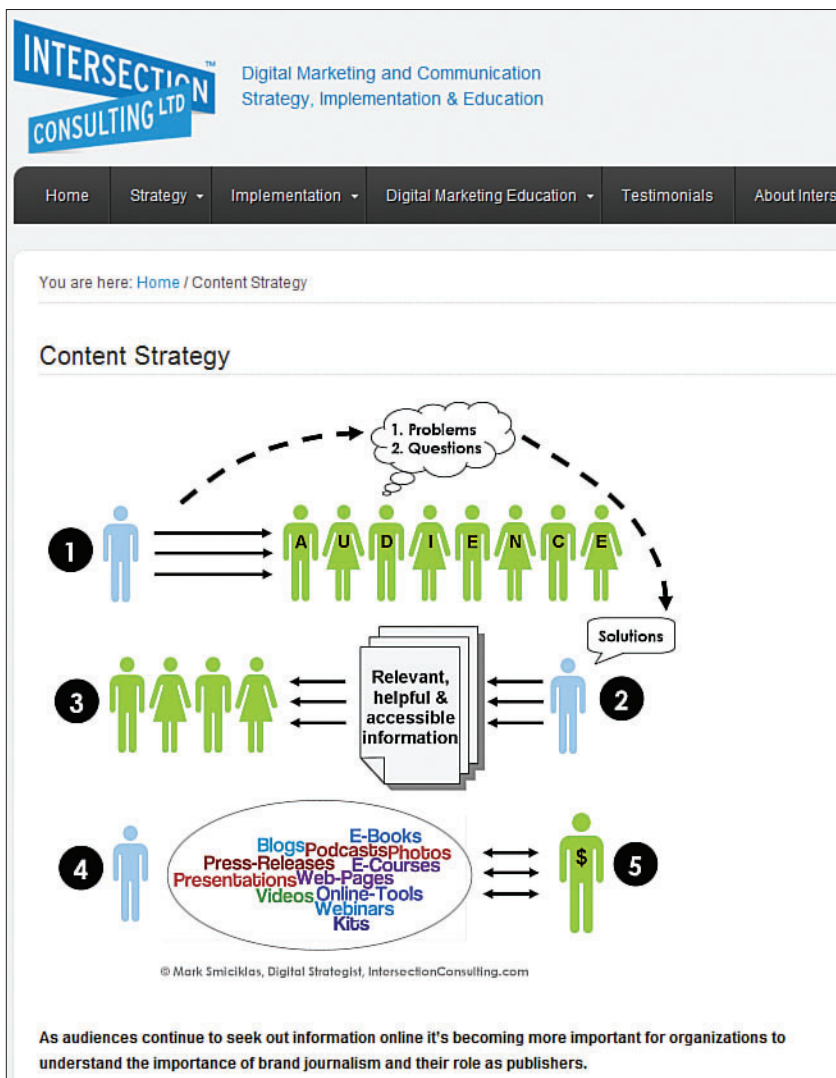 INTERSECTION™
CONSULTING LTD
Digital Marketing and Communication
Strategy, Implementation & Education
Home Strategy Implementation Digital Marketing Education Testimonials About Inters
You are here: Home / Content Strategy
Content Strategy
1. Problems
2. Questions
1
A U D I E N C E
Solutions
2
Relevant,
helpful &
accessible
information
3
4
E-Books
Blogs Podcasts Photos
Press-Releases E-Courses
Presentations Web-Pages
Videos Online-Tools
Webinars
Kits
$
5
© Mark Smiciklas, Digital Strategist, IntersectionConsulting.com
As audiences continue to seek out information online it's becoming more important for organizations to
understand the importance of brand journalism and their role as publishers.